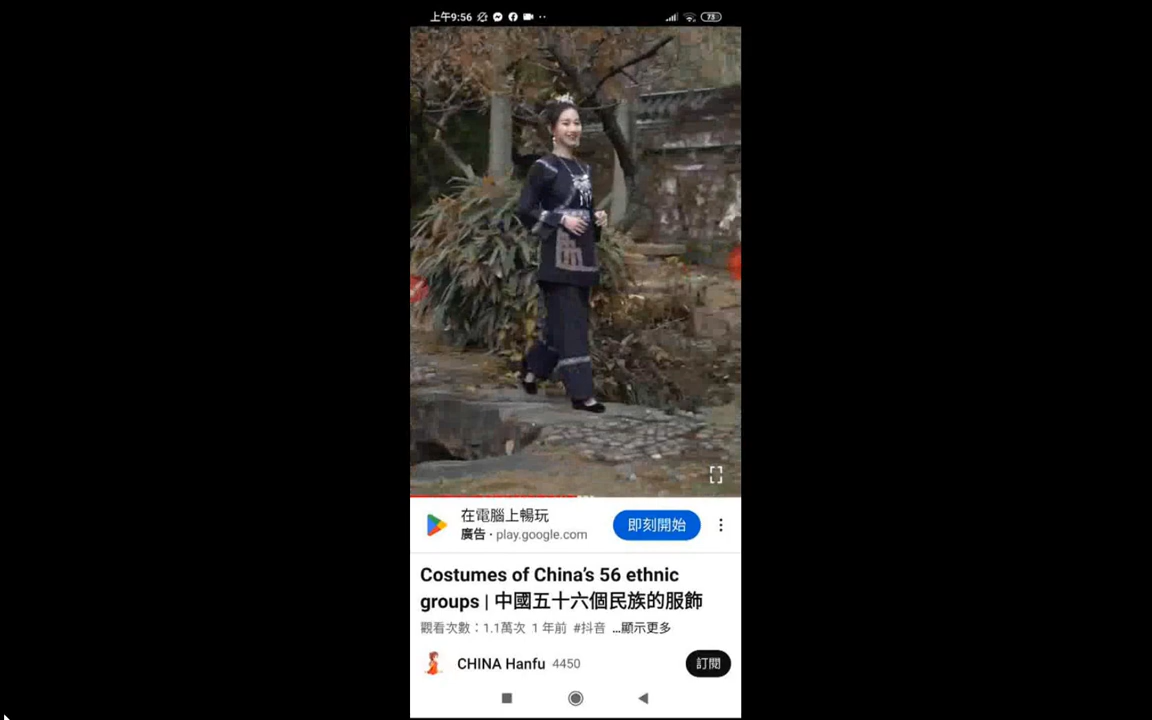 上午9:56
73
在電腦上暢玩
廣告・play.google.com
即刻開始
Costumes of China’s 56 ethnic
groups | 中國五十六個民族的服飾
觀看次數：1.1萬次 1 年前 #抖音 ...顯示更多
CHINA Hanfu 4450
訂閱